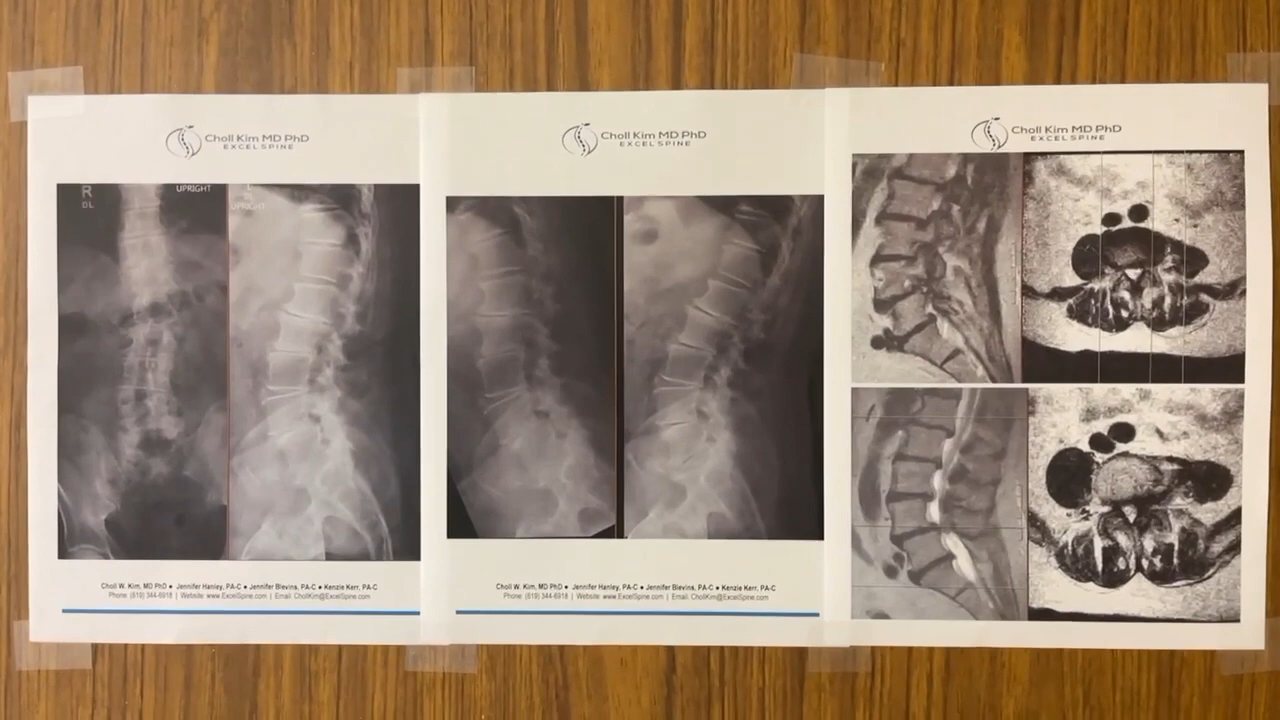 Choll Kim MD PhD
EXCEL SPINE
R
DL
UPRIGHT
L
UPRIGHT
Choll W. Kim, MD PhD ● Jennifer Hanley, PA-C ● Jennifer Blevins, PA-C ● Kenzie Kerr, PA-C
Phone: (619) 344-6918 | Website: www.ExcelSpine.com | Email: ChollKim@ExcelSpine.com
Choll Kim MD PhD
EXCEL SPINE
Choll W. Kim, MD PhD ● Jennifer Hanley, PA-C ● Jennifer Blevins, PA-C ● Kenzie Kerr, PA-C
Phone: (619) 344-6918 | Website: www.ExcelSpine.com | Email: ChollKim@ExcelSpine.com
Choll Kim MD PhD
EXCEL SPINE